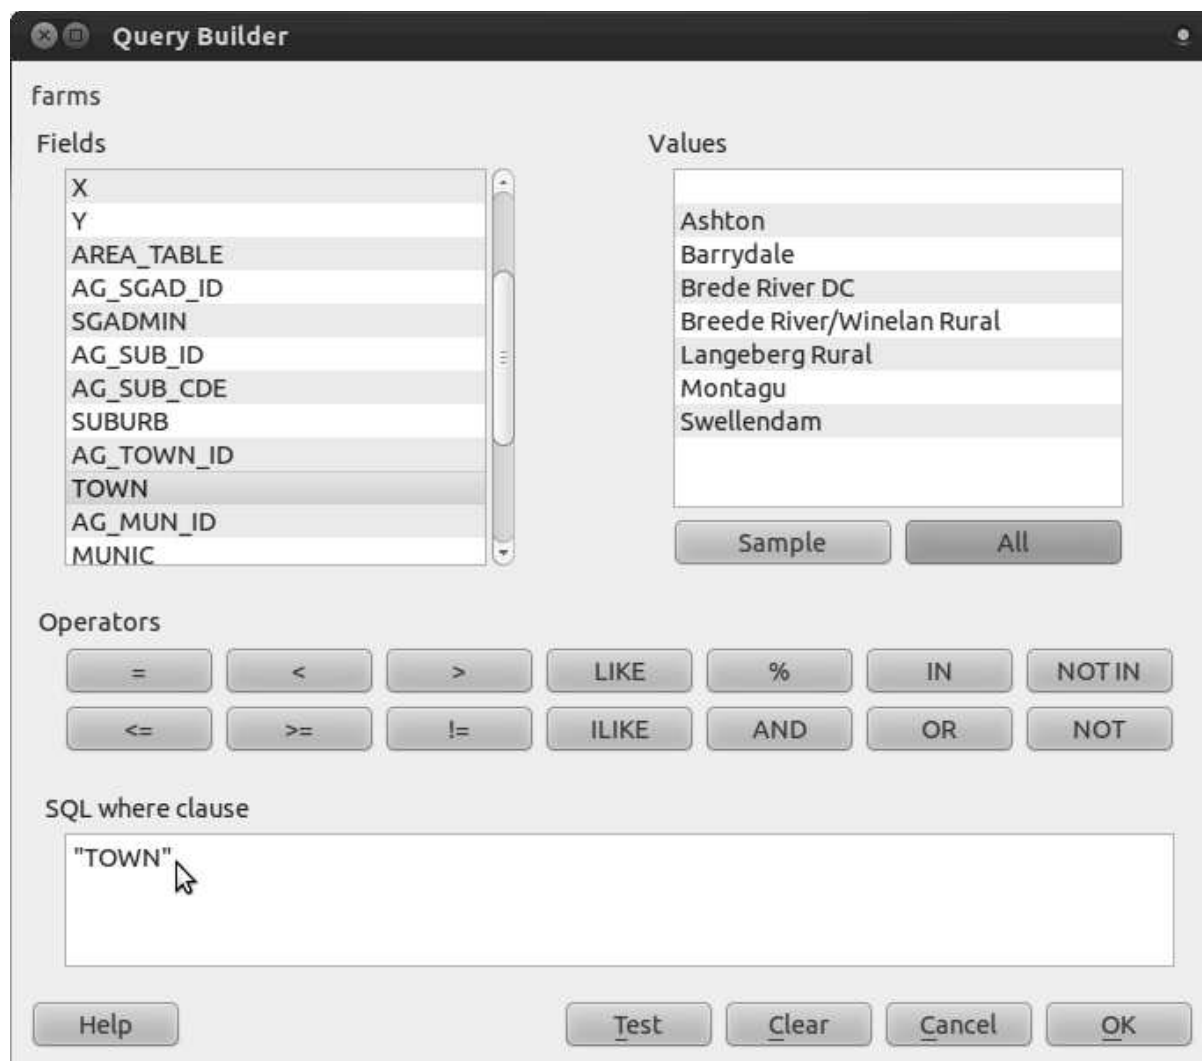 Query Builder
farms
Fields
X
Y
AREA_TABLE
AG_SGAD_ID
SGADMIN
AG_SUB_ID
AG_SUB_CDE
SUBURB
AG_TOWN_ID
TOWN
AG_MUN_ID
MUNIC
Values
Ashton
Barrydale
Brede River DC
Breede River/Winelan Rural
Langeberg Rural
Montagu
Swellendam
Sample All
Operators
= < > LIKE % IN NOT IN
<= >= != ILIKE AND OR NOT
SQL where clause
"TOWN"
Help Test Clear Cancel OK